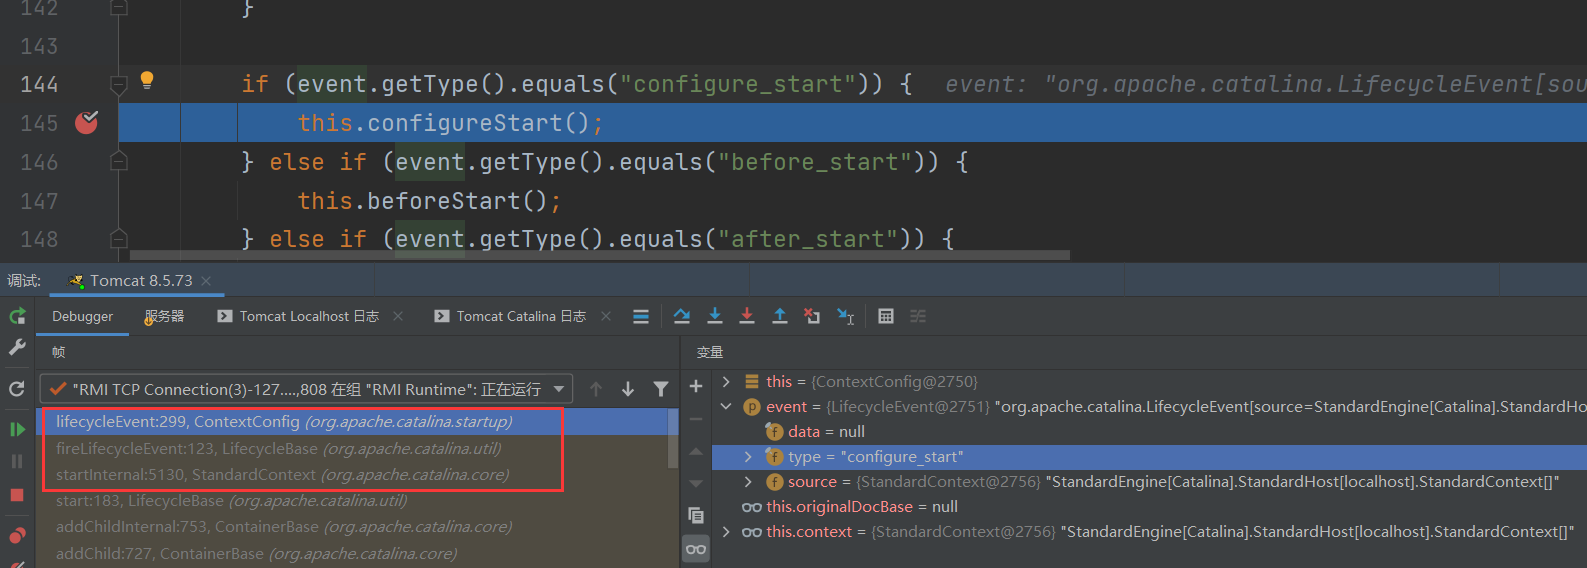 142 }
143
144 if (event.getType().equals("configure_start")) { event: "org.apache.catalina.LifecycleEvent[sou
145 this.configureStart();
146 } else if (event.getType().equals("before_start")) {
147 this.beforeStart();
148 } else if (event.getType().equals("after_start")) {
调试: Tomcat 8.5.73
Debugger 服务器 Tomcat Localhost 日志 Tomcat Catalina 日志
帧 变量
"RMI TCP Connection(3)-127....,808 在组 "RMI Runtime": 正在运行
lifecycleEvent:299, ContextConfig (org.apache.catalina.startup)
fireLifecycleEvent:123, LifecycleBase (org.apache.catalina.util)
startInternal:5130, StandardContext (org.apache.catalina.core)
start:183, LifecycleBase (org.apache.catalina.util)
addChildInternal:753, ContainerBase (org.apache.catalina.core)
addChild:727, ContainerBase (org.apache.catalina.core)
this = {ContextConfig@2750}
event = {LifecycleEvent@2751} "org.apache.catalina.LifecycleEvent[source=StandardEngine[Catalina].StandardHo
data = null
type = "configure_start"
source = {StandardContext@2756} "StandardEngine[Catalina].StandardHost[localhost].StandardContext[]"
this.originalDocBase = null
this.context = {StandardContext@2756} "StandardEngine[Catalina].StandardHost[localhost].StandardContext[]"